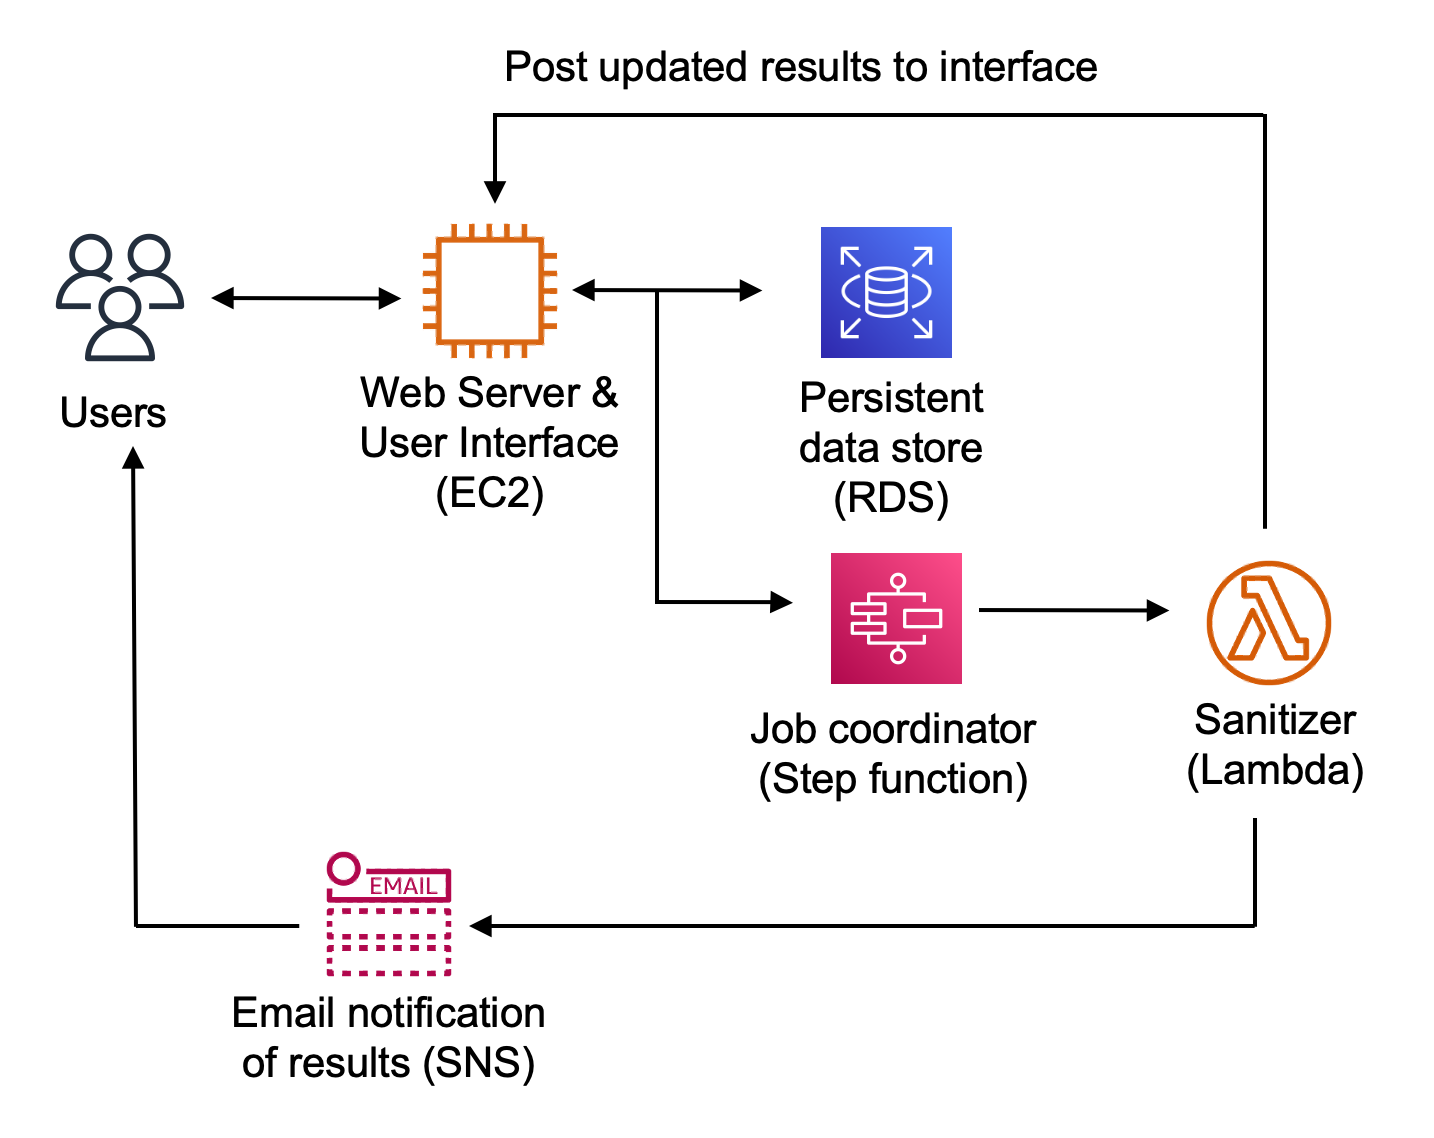 Post updated results to interface
Users
Web Server &
User Interface
(EC2)
Persistent
data store
(RDS)
Job coordinator
(Step function)
Sanitizer
(Lambda)
EMAIL
Email notification
of results (SNS)